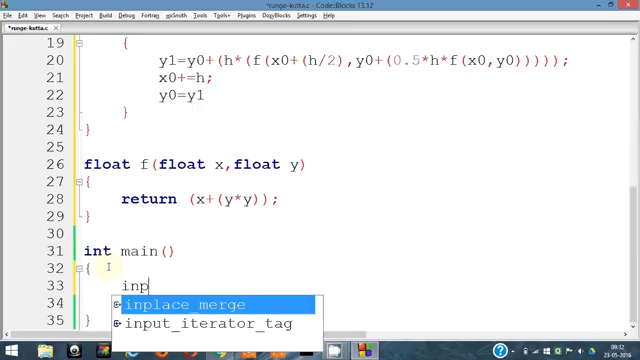 *runge-kutta.c - Code::Blocks 13.12
File Edit View Search Project Build Debug Fortran wxSmith Tools Tools+ Plugins DoxyBlocks Settings Help
*runge-kutta.c
19 {
20 y1=y0+(h*(f(x0+(h/2),y0+(0.5*h*f(x0,y0)))));
21 x0+=h;
22 y0=y1
23 }
24 }
25
26 float f(float x,float y)
27 {
28 return (x+(y*y));
29 }
30
31 int main()
32 {
33 inp
inplace_merge
34
input_iterator_tag
35 }
09:12
23-05-2016